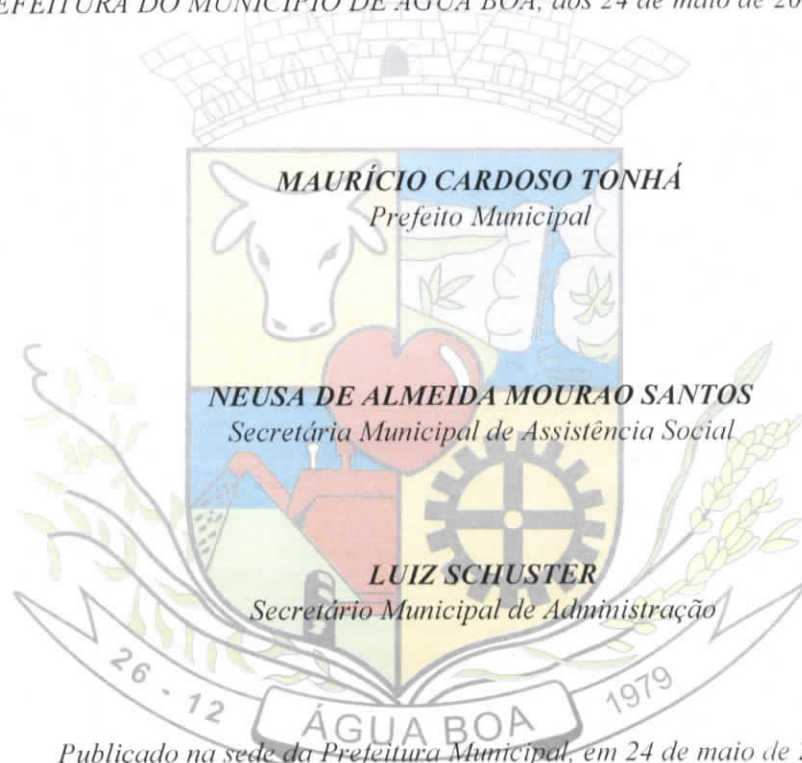 DO MUNICÍPIO DE ÁGUA BOA, aos 24 de maio de
MAURÍCIO CARDOSO TONHÁ
Prefeito Municipal
NEUSA DE ALMEIDA MOURAO SANTOS
Secretária Municipal de Assistência Social
LUIZ SCHUSTER
Secretário Municipal de Administração
26 - 12
ÁGUA BOA
1979
Publicado na sede da Prefeitura Municipal, em 24 de maio de